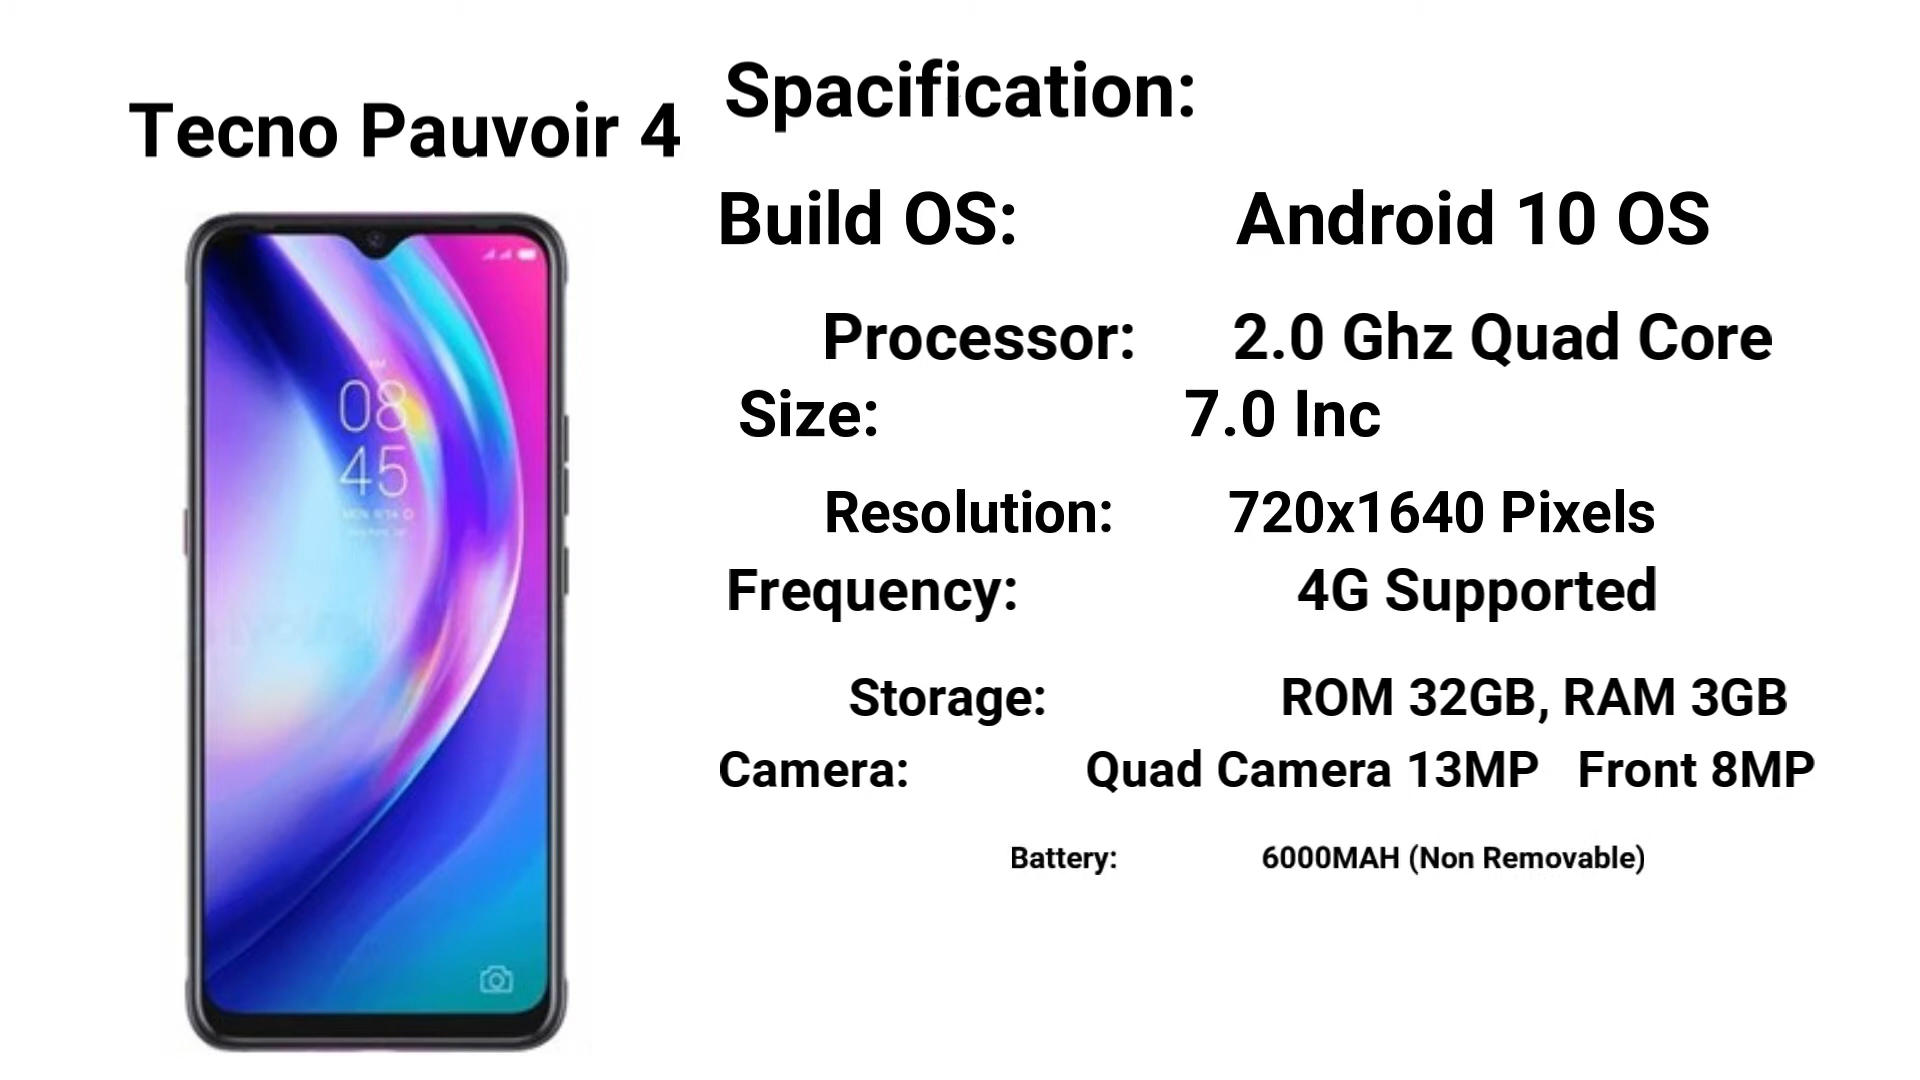 Tecno Pauvoir 4
Spacification:
Build OS: Android 10 OS
Processor: 2.0 Ghz Quad Core
Size: 7.0 Inc
Resolution: 720x1640 Pixels
Frequency: 4G Supported
Storage: ROM 32GB, RAM 3GB
Camera: Quad Camera 13MP Front 8MP
Battery: 6000MAH (Non Removable)
08
45